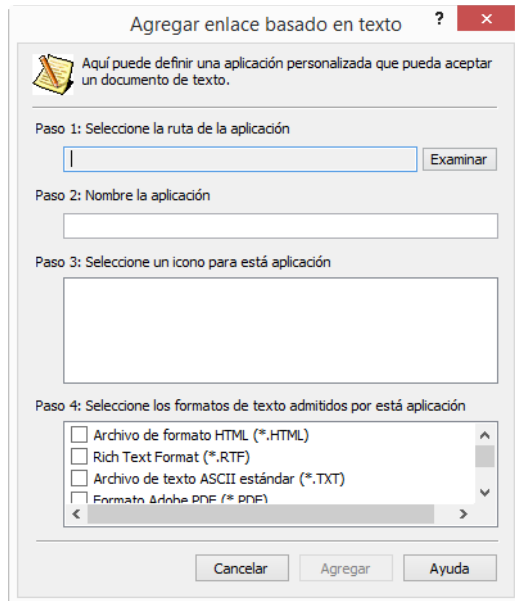 Agregar enlace basado en texto ? ×
Aquí puede definir una aplicación personalizada que pueda aceptar
un documento de texto.
Paso 1: Seleccione la ruta de la aplicación
Examinar
Paso 2: Nombre la aplicación
Paso 3: Seleccione un icono para está aplicación
Paso 4: Seleccione los formatos de texto admitidos por está aplicación
Archivo de formato HTML (*.HTML)
Rich Text Format (*.RTF)
Archivo de texto ASCII estándar (*.TXT)
Formato Adobe PDF (*.PDF)
Cancelar Agregar Ayuda